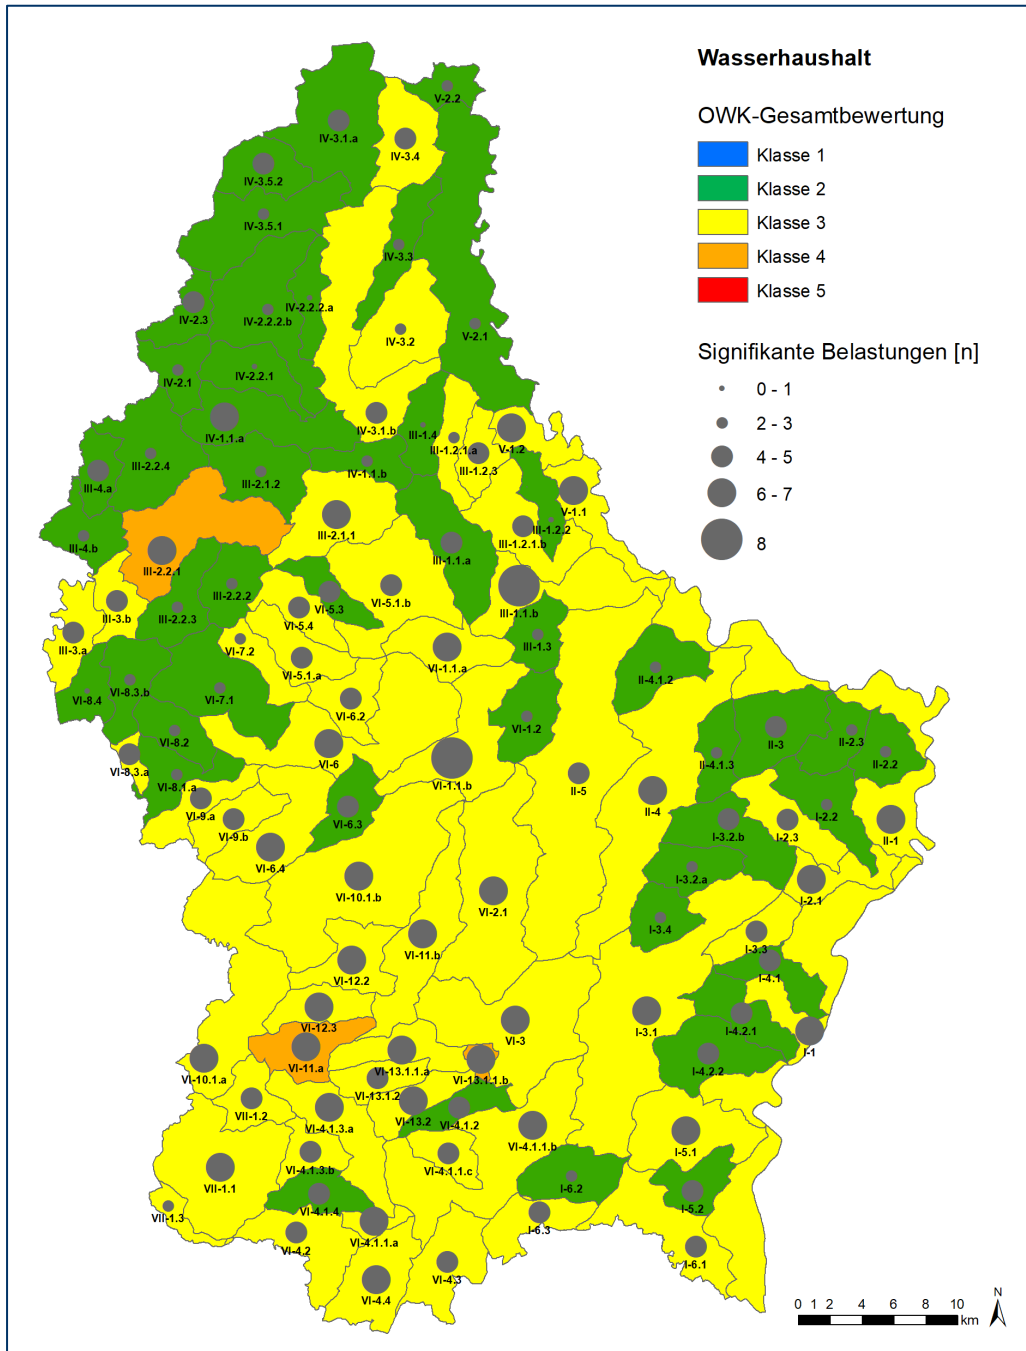 Wasserhaushalt
OWK-Gesamtbewertung
Klasse 1
Klasse 2
Klasse 3
Klasse 4
Klasse 5
Signifikante Belastungen [n]
0 - 1
2 - 3
4 - 5
6 - 7
8
V-2.2
IV-3.1.a
IV-3.4
IV-3.5.2
IV-3.5.1
IV-3.3
IV-2.2.2.a
IV-2.3
IV-2.2.2.b
IV-3.2
V-2.1
IV-2.1
IV-2.2.1
IV-3.1.b
IV-1.1.a
III-1.4
III-1.2.1.a
V-1.2
III-2.2.4
III-1.2.3
IV-1.1.b
III-4.a
III-2.1.2
V-1.1
III-1.2.2
III-2.1.1
III-1.2.1.b
III-4.b
III-1.1.a
III-2.2.1
III-2.2.2
VI-5.3
VI-5.1.b
III-3.b
III-2.2.3
VI-5.4
III-1.1.b
III-3.a
VI-7.2
III-1.3
VI-1.1.a
VI-5.1.a
II-4.1.2
VI-8.4
VI-8.3.b
VI-7.1
VI-6.2
VI-1.2
VI-8.2
II-3
II-2.3
VI-6
II-4.1.3
II-2.2
VI-8.3.a
VI-8.1.a
VI-1.1.b
II-5
II-4
VI-9.a
VI-6.3
I-2.2
VI-9.b
I-3.2.b
I-2.3
II-1
VI-6.4
I-3.2.a
VI-10.1.b
I-2.1
VI-2.1
I-3.4
VI-11.b
I-3.3
VI-12.2
I-4.1
VI-12.3
I-3.1
I-4.2.1
VI-3
I-1
VI-11.a
VI-13.1.1.a
I-4.2.2
VI-10.1.a
VI-13.1.1.b
VI-13.1.2
VII-1.2
VI-13.2
VI-4.1.2
VI-4.1.3.a
VI-4.1.1.b
I-5.1
VI-4.1.3.b
VI-4.1.1.c
VII-1.1
I-6.2
VI-4.1.4
I-5.2
VII-1.3
I-6.3
VI-4.2
VI-4.1.1.a
I-6.1
VI-4.3
VI-4.4
N
0 1 2 4 6 8 10
km